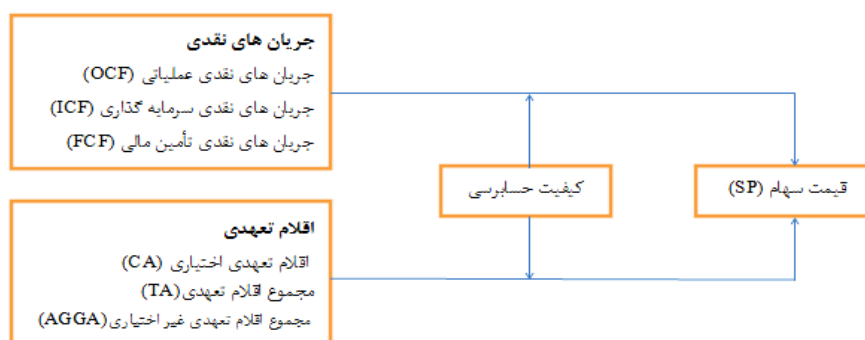 جریان های نقدی
جریان های نقدی عملیاتی (OCF)
جریان های نقدی سرمایه گذاری (ICF)
جریان های نقدی تأمین مالی (FCF)
کیفیت حسابرسی
قیمت سهام (SP)
اقلام تعهدی
اقلام تعهدی اختیاری (CA)
مجموع اقلام تعهدی(TA)
مجموع اقلام تعهدی غیر اختیاری(AGGA)